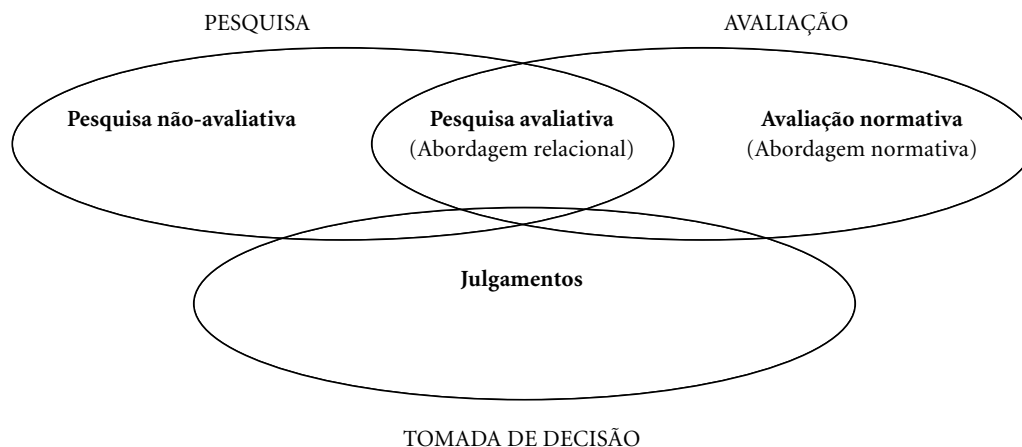 PESQUISA
AVALIAÇÃO
Pesquisa não-avaliativa
Pesquisa avaliativa
(Abordagem relacional)
Avaliação normativa
(Abordagem normativa)
Julgamentos
TOMADA DE DECISÃO